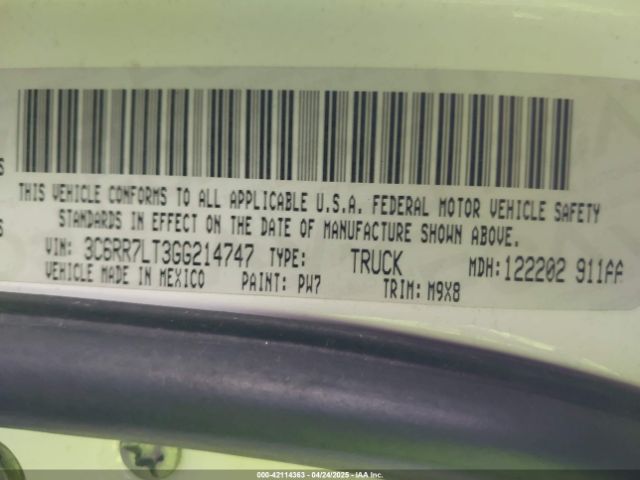 S
THIS VEHICLE CONFORMS TO ALL APPLICABLE U.S.A. FEDERAL MOTOR VEHICLE SAFETY
S
STANDARDS IN EFFECT ON THE DATE OF MANUFACTURE SHOWN ABOVE.
VIN: 3C6RR7LT3GG214747 TYPE: TRUCK MDH: 122202 911AA
VEHICLE MADE IN MEXICO PAINT: PW7 TRIM: M9X8
000-42114363 - 04/24/2025 - IAA Inc.